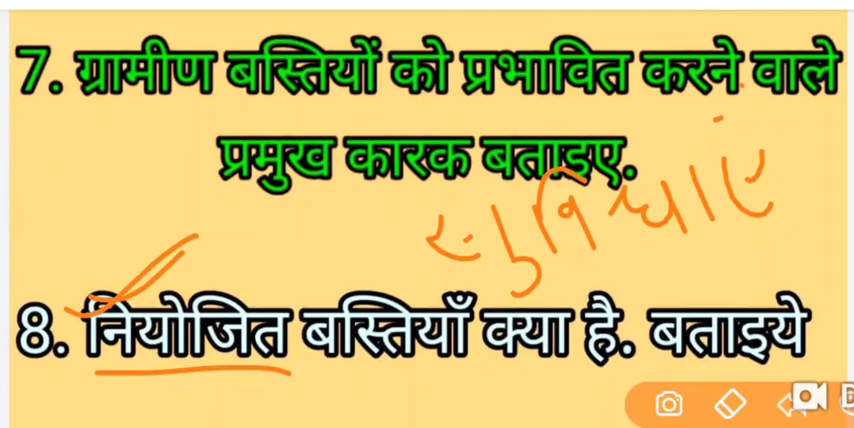 7. ग्रामीण बस्तियों को प्रभावित करने वाले
प्रमुख कारक बताइए.
सुविधाएं
8. नियोजित बस्तियाँ क्या है. बताइये